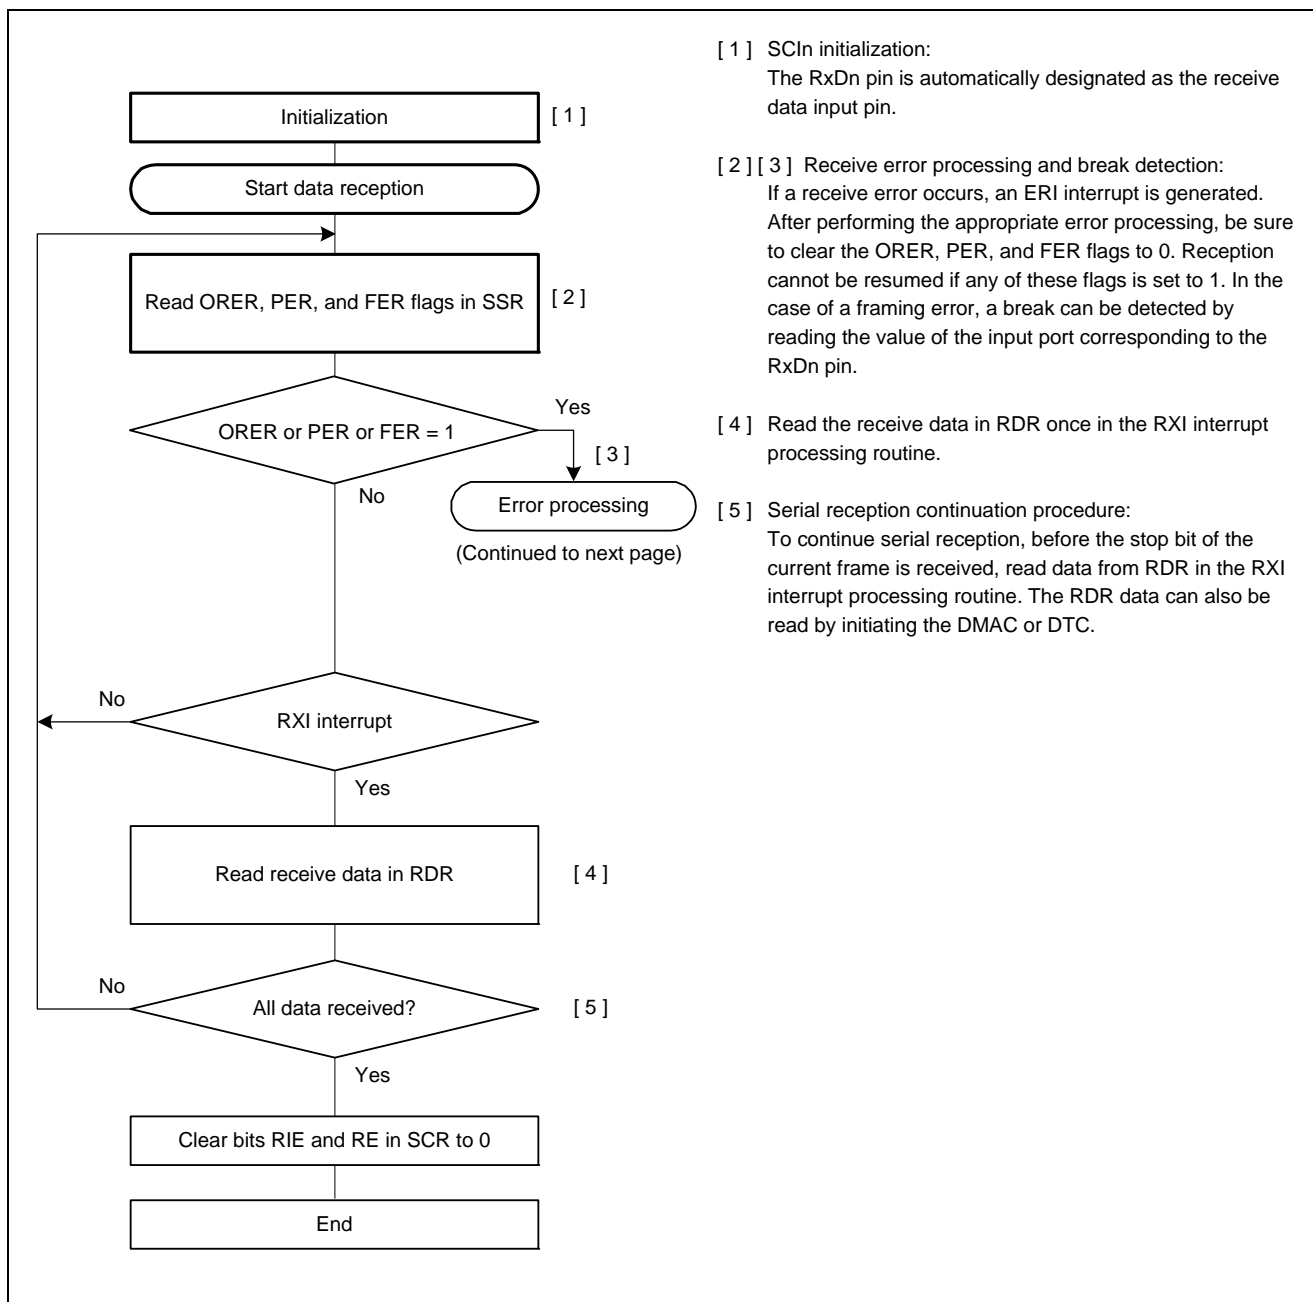 Initialization
[ 1 ]
Start data reception
Read ORER, PER, and FER flags in SSR
[ 2 ]
ORER or PER or FER = 1
Yes
[ 3 ]
No
Error processing
(Continued to next page)
No
RXI interrupt
Yes
Read receive data in RDR
[ 4 ]
No
All data received?
[ 5 ]
Yes
Clear bits RIE and RE in SCR to 0
End
[ 1 ] SCIn initialization:
The RxDn pin is automatically designated as the receive
data input pin.
[ 2 ] [ 3 ] Receive error processing and break detection:
If a receive error occurs, an ERI interrupt is generated.
After performing the appropriate error processing, be sure
to clear the ORER, PER, and FER flags to 0. Reception
cannot be resumed if any of these flags is set to 1. In the
case of a framing error, a break can be detected by
reading the value of the input port corresponding to the
RxDn pin.
[ 4 ] Read the receive data in RDR once in the RXI interrupt
processing routine.
[ 5 ] Serial reception continuation procedure:
To continue serial reception, before the stop bit of the
current frame is received, read data from RDR in the RXI
interrupt processing routine. The RDR data can also be
read by initiating the DMAC or DTC.